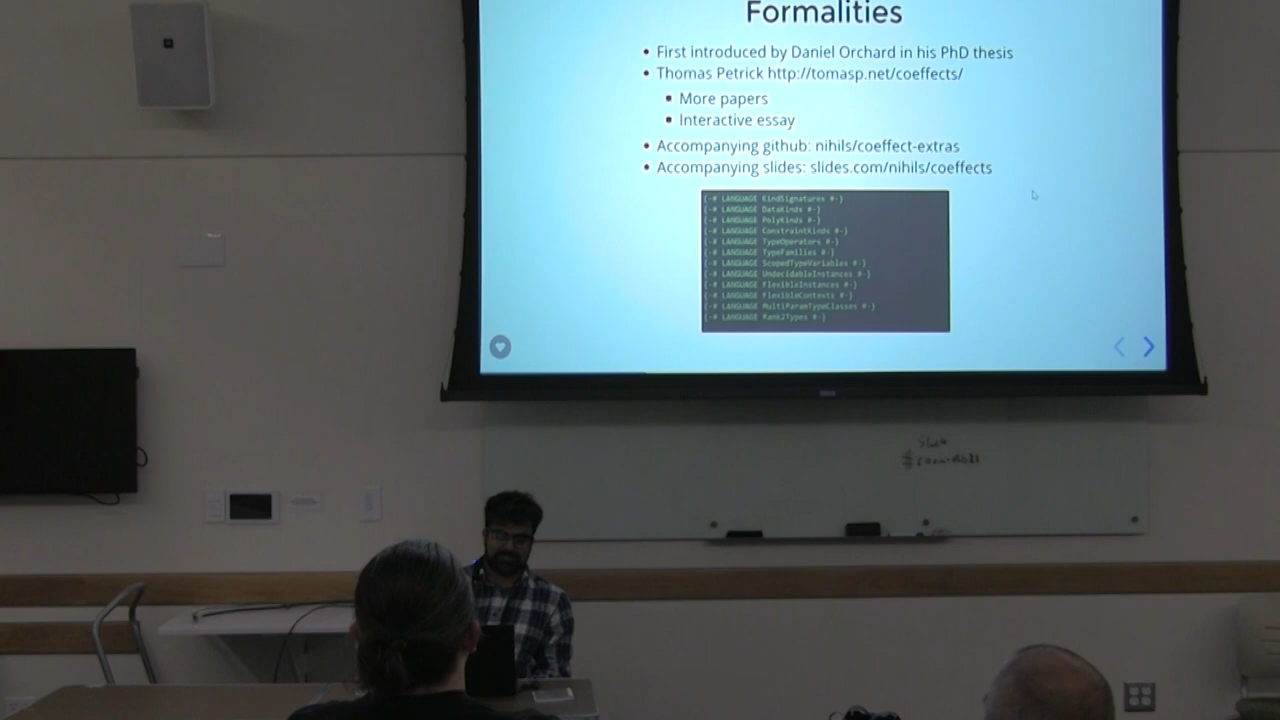 Formalities
• First introduced by Daniel Orchard in his PhD thesis
• Thomas Petrick http://tomasp.net/coeffects/
▪ More papers
▪ Interactive essay
• Accompanying github: nihils/coeffect-extras
• Accompanying slides: slides.com/nihils/coeffects
{-# LANGUAGE KindSignatures #-}
{-# LANGUAGE DataKinds #-}
{-# LANGUAGE PolyKinds #-}
{-# LANGUAGE ConstraintKinds #-}
{-# LANGUAGE TypeOperators #-}
{-# LANGUAGE TypeFamilies #-}
{-# LANGUAGE ScopedTypeVariables #-}
{-# LANGUAGE UndecidableInstances #-}
{-# LANGUAGE FlexibleInstances #-}
{-# LANGUAGE FlexibleContexts #-}
{-# LANGUAGE MultiParamTypeClasses #-}
{-# LANGUAGE Rank2Types #-}
Slack